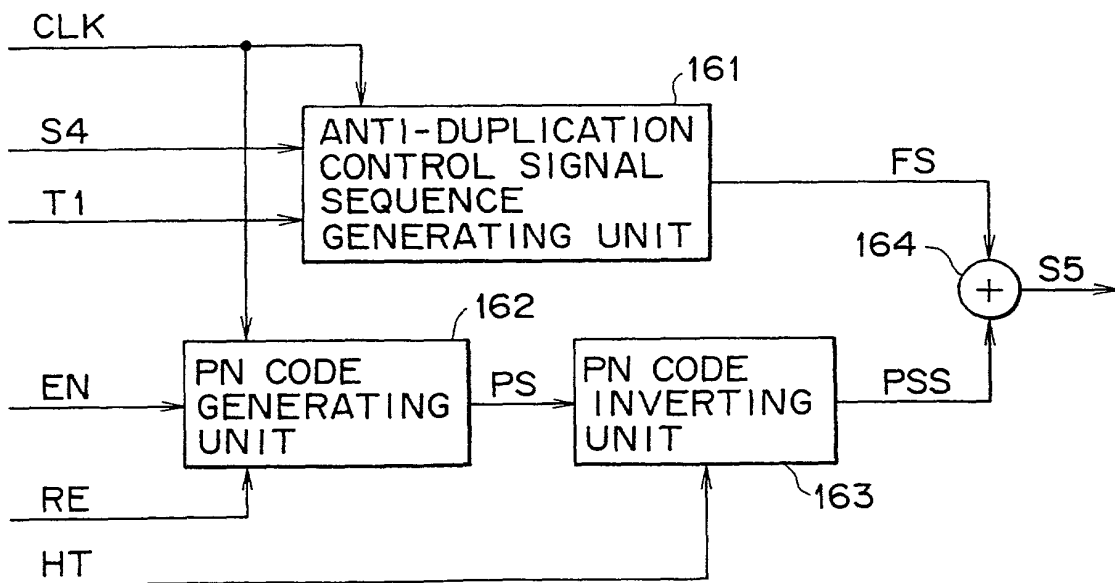 CLK
161
S4
ANTI-DUPLICATION
CONTROL SIGNAL
SEQUENCE
GENERATING UNIT
FS
T1
164
+
S5
162
EN
PN CODE
GENERATING
UNIT
PS
PN CODE
INVERTING
UNIT
PSS
163
RE
HT